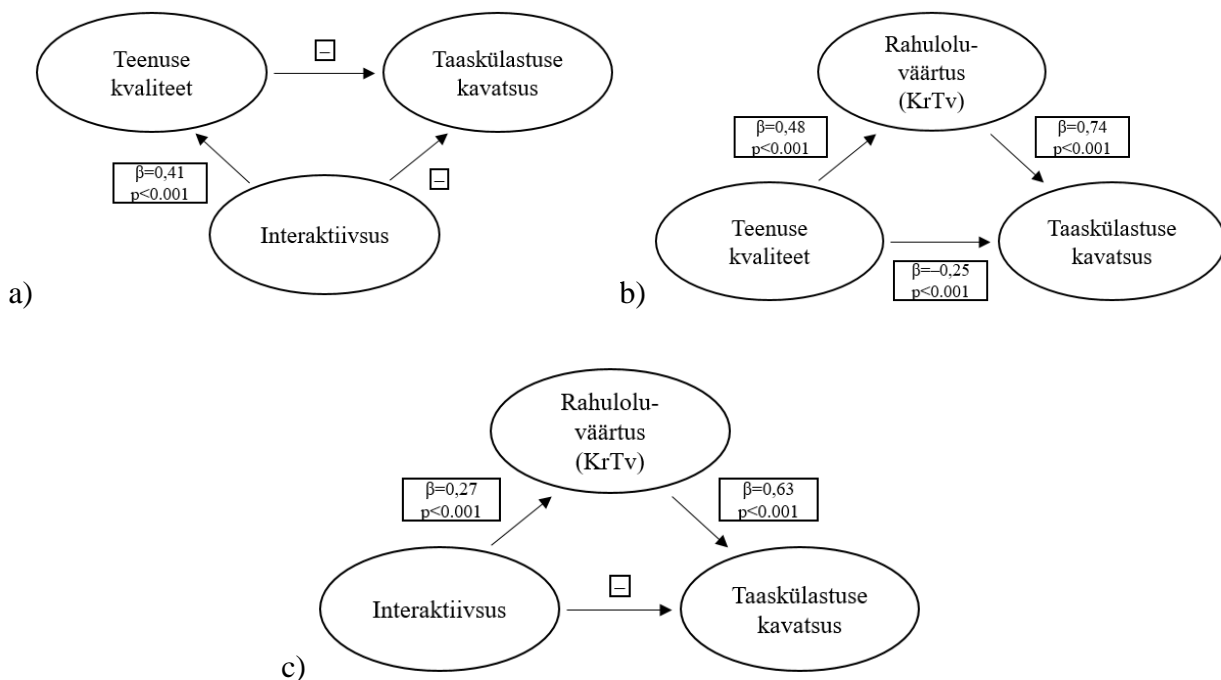 Teenuse
kvaliteet
–
Taaskülastuse
kavatsus
β=0,41
p<0.001
–
Interaktiivsus
a)
Rahulolu-
väärtus
(KrTv)
β=0,48
p<0.001
β=0,74
p<0.001
Teenuse
kvaliteet
Taaskülastuse
kavatsus
β=–0,25
p<0.001
b)
Rahulolu-
väärtus
(KrTv)
β=0,27
p<0.001
β=0,63
p<0.001
Interaktiivsus
–
Taaskülastuse
kavatsus
c)